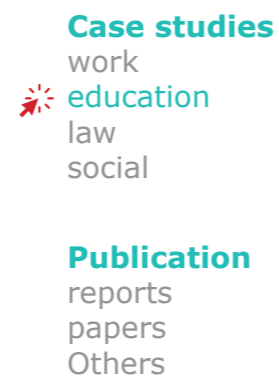 Case studies
work
education
law
social
Publication
reports
papers
Others